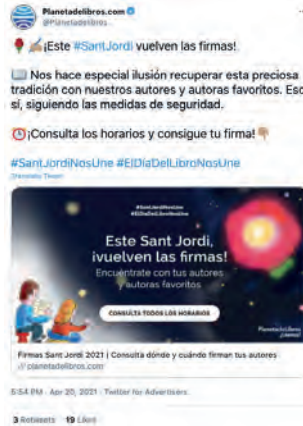 Planetadelibros.com
@Planetadelibros
¡Este #SantJordi vuelven las firmas!
Nos hace especial ilusión recuperar esta preciosa
tradición con nuestros autores y autoras favoritos. Eso
sí, siguiendo las medidas de seguridad.
¡Consulta los horarios y consigue tu firma!
#SantJordiNosUne #ElDíaDelLibroNosUne
#SantJordiNosUne
#ElDiaDelLibroNosUne
Este Sant Jordi,
¡vuelven las firmas!
Encuéntrate con tus autores
y autoras favoritos
CONSULTA TODOS LOS HORARIOS
Firmas Sant Jordi 2021 | Consulta dónde y cuándo firman tus autores
planetadelibros.com
5:54 PM · Apr 20, 2021 · Twitter for Advertisers
3 Retweets 19 Likes